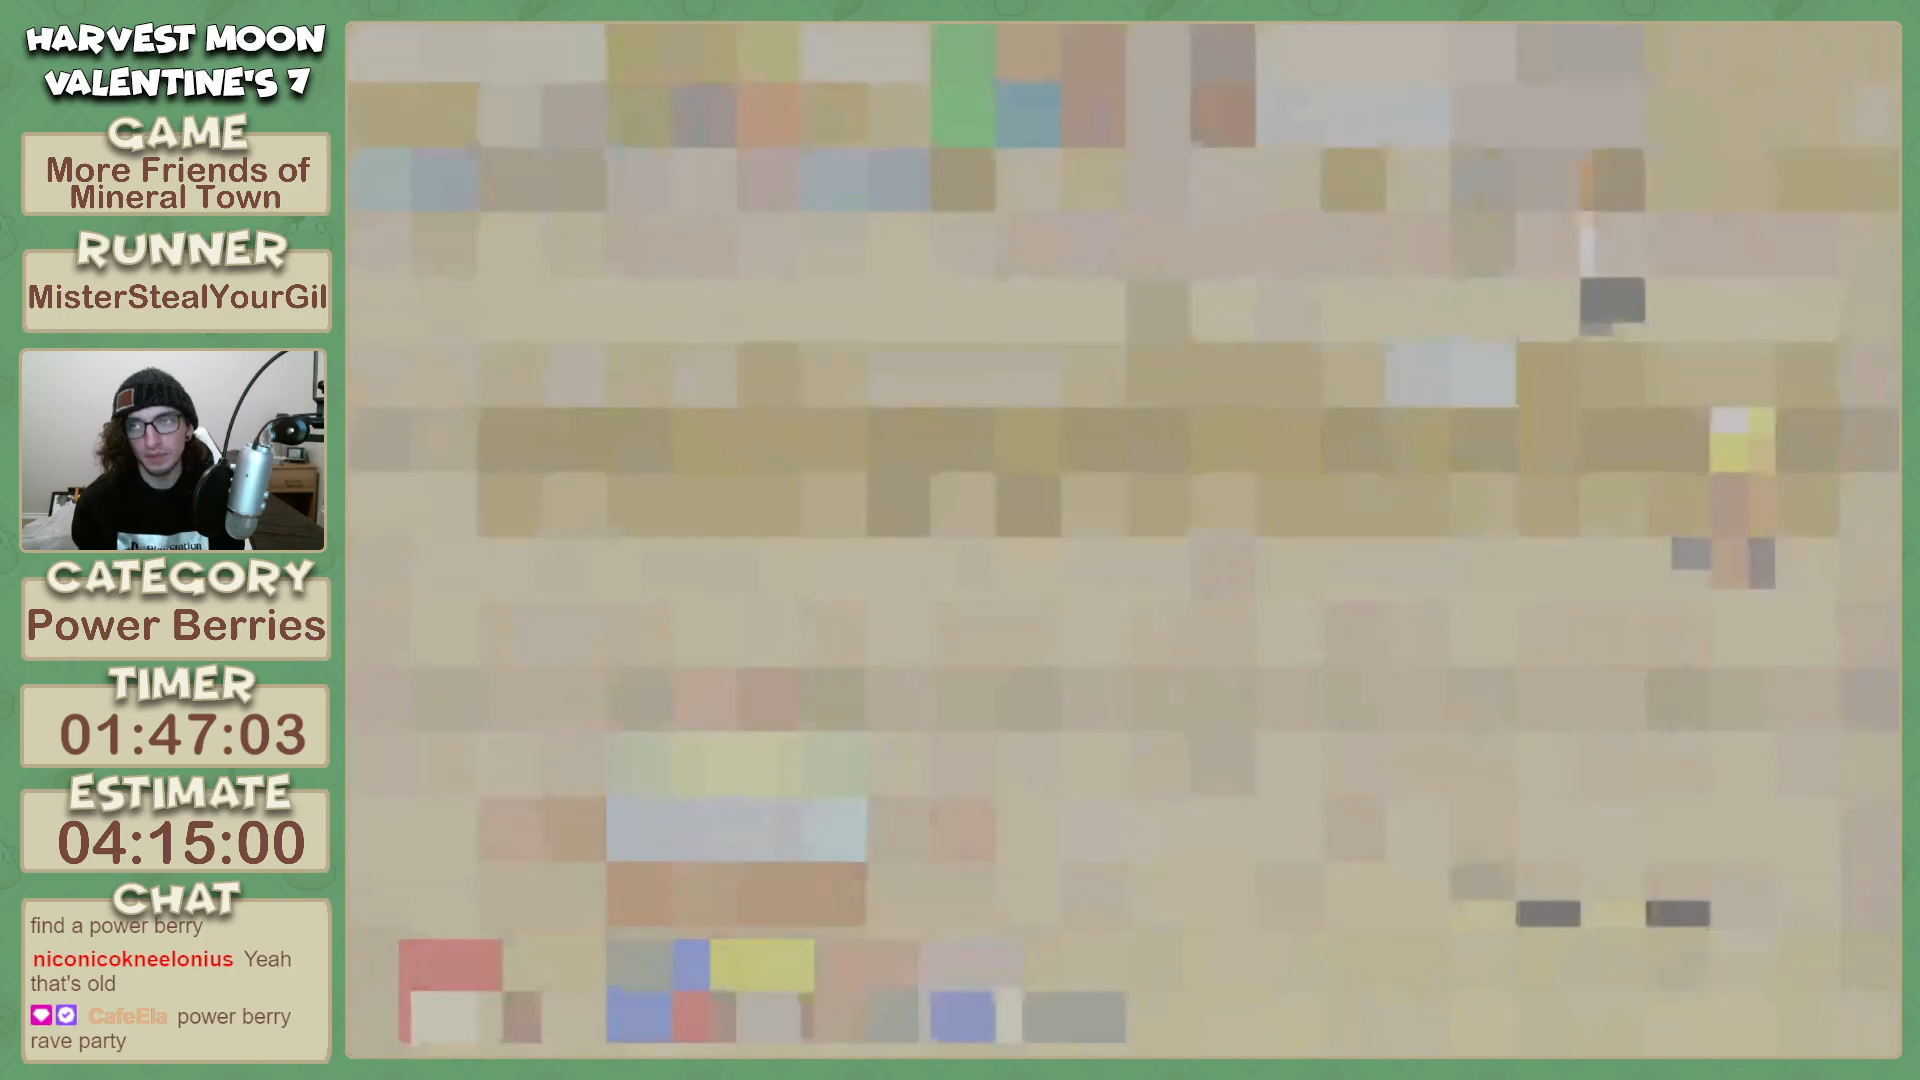 HARVEST MOON
VALENTINE'S 7
GAME
More Friends of
Mineral Town
RUNNER
MisterStealYourGil
CATEGORY
Power Berries
TIMER
01:47:03
ESTIMATE
04:15:00
CHAT
find a power berry
niconicokneelonius Yeah
that's old
CafeEla power berry
rave party